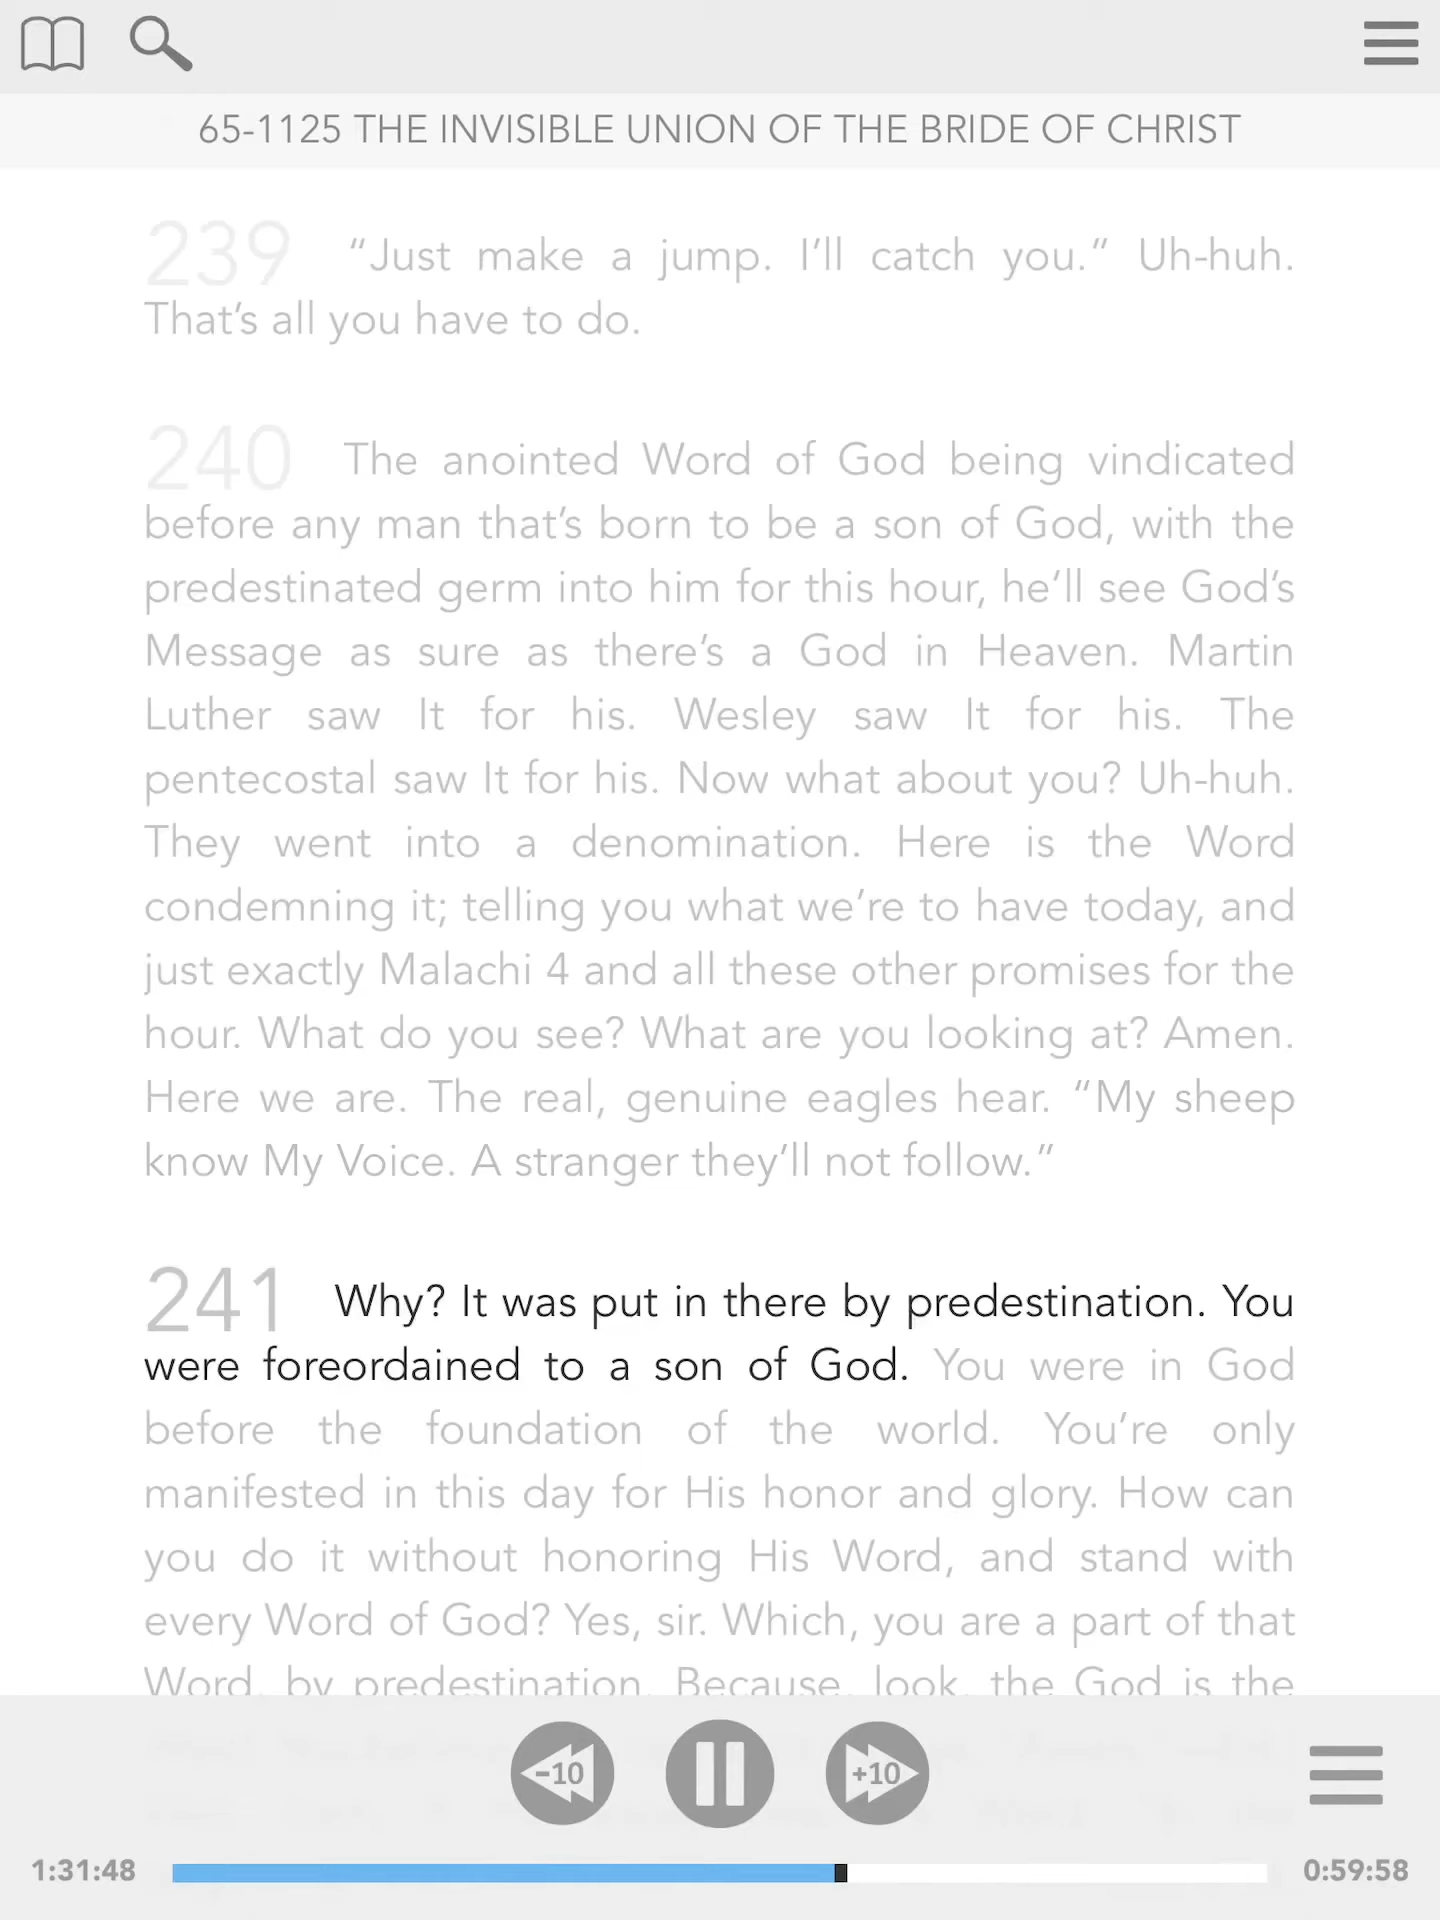 65-1125 THE INVISIBLE UNION OF THE BRIDE OF CHRIST
239 “Just make a jump. I’ll catch you.” Uh-huh.
That’s all you have to do.
240 The anointed Word of God being vindicated
before any man that’s born to be a son of God, with the
predestinated germ into him for this hour, he’ll see God’s
Message as sure as there’s a God in Heaven. Martin
Luther saw It for his. Wesley saw It for his. The
pentecostal saw It for his. Now what about you? Uh-huh.
They went into a denomination. Here is the Word
condemning it; telling you what we’re to have today, and
just exactly Malachi 4 and all these other promises for the
hour. What do you see? What are you looking at? Amen.
Here we are. The real, genuine eagles hear. “My sheep
know My Voice. A stranger they’ll not follow.”
241 Why? It was put in there by predestination. You
were foreordained to a son of God. You were in God
before the foundation of the world. You’re only
manifested in this day for His honor and glory. How can
you do it without honoring His Word, and stand with
every Word of God? Yes, sir. Which, you are a part of that
Word, by predestination. Because, look, the God is the
-10 +10
1:31:48 0:59:58